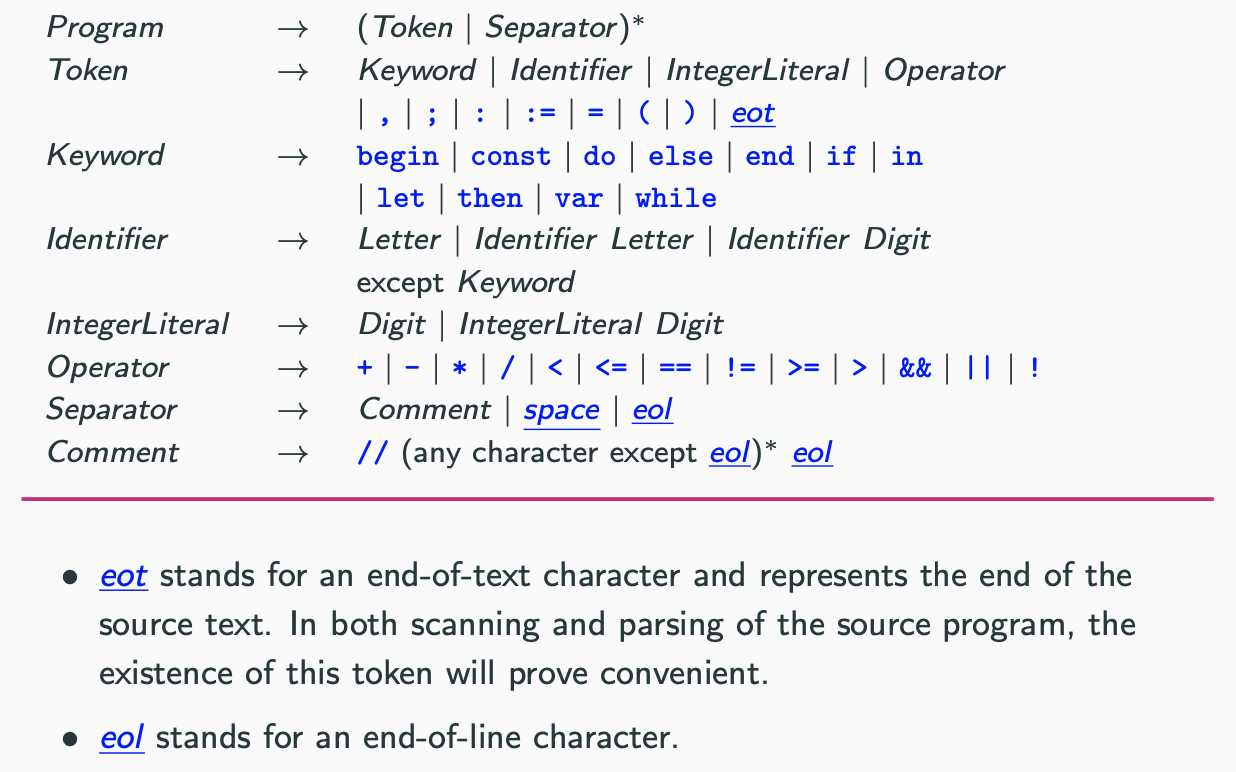 Program → (Token | Separator)*
Token → Keyword | Identifier | IntegerLiteral | Operator
| , | ; | : | := | = | ( | ) | eot
Keyword → begin | const | do | else | end | if | in
| let | then | var | while
Identifier → Letter | Identifier Letter | Identifier Digit
except Keyword
IntegerLiteral → Digit | IntegerLiteral Digit
Operator → + | - | * | / | < | <= | == | != | >= | > | && | || | !
Separator → Comment | space | eol
Comment → // (any character except eol)* eol
• eot stands for an end-of-text character and represents the end of the
source text. In both scanning and parsing of the source program, the
existence of this token will prove convenient.
• eol stands for an end-of-line character.